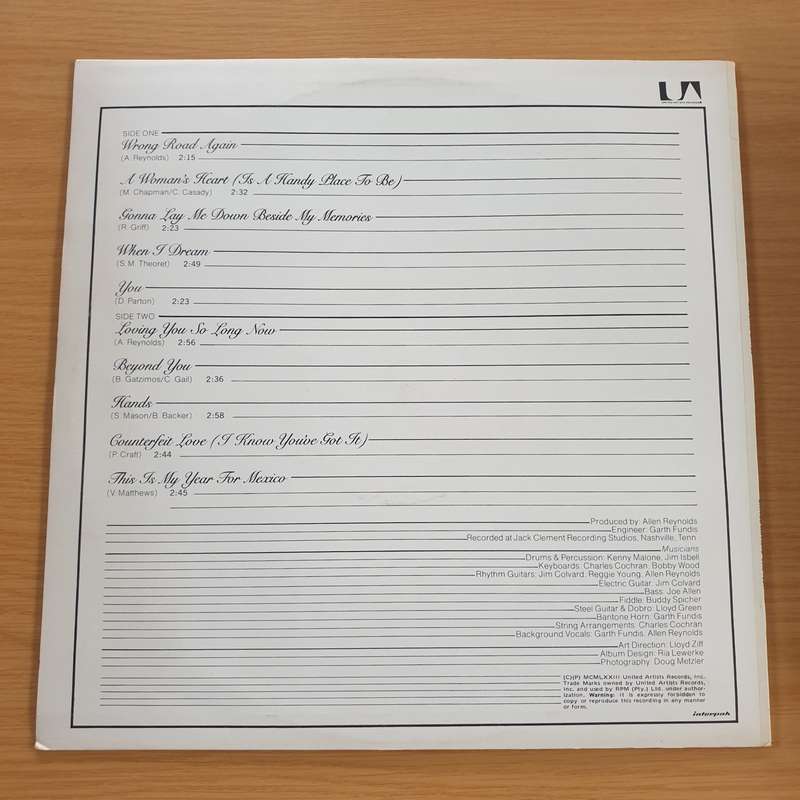 UA
SIDE ONE
Wrong Road Again
(A. Reynolds) 2:15
A Woman's Heart (Is A Handy Place To Be)
(M. Chapman/C. Casady) 2:32
Gonna Lay Me Down Beside My Memories
(R. Griff) 2:23
When I Dream
(S.M. Theoret) 2:49
You
(D. Parton) 2:23
SIDE TWO
Loving You So Long Now
(A. Reynolds) 2:56
Beyond You
(B. Gatzimos/C. Gail) 2:36
Hands
(S. Mason/B. Backer) 2:58
Counterfeit Love (I Know You've Got It)
(P. Craft) 2:44
This Is My Year For Mexico
(V. Matthews) 2:45
Produced by: Allen Reynolds
Engineer: Garth Fundis
Recorded at Jack Clement Recording Studios, Nashville, Tenn.
Musicians
Drums & Percussion: Kenny Malone, Jim Isbell
Keyboards: Charles Cochran, Bobby Wood
Rhythm Guitars: Jim Colvard, Reggie Young, Allen Reynolds
Electric Guitar: Jim Colvard
Bass: Joe Allen
Fiddle: Buddy Spicher
Steel Guitar & Dobro: Lloyd Green
Baritone Horn: Garth Fundis
String Arrangements: Charles Cochran
Background Vocals: Garth Fundis, Allen Reynolds
Art Direction: Lloyd Ziff
Album Design: Ria Lewerke
Photography: Doug Metzler
(C)(P) MCMLXXIII United Artists Records, Inc.
Trade Marks owned by United Artists Records,
Inc. and used by RPM (Pty.) Ltd. under author-
ization. Warning: It is expressly forbidden to
copy or reproduce this recording in any manner
or form.
interpak